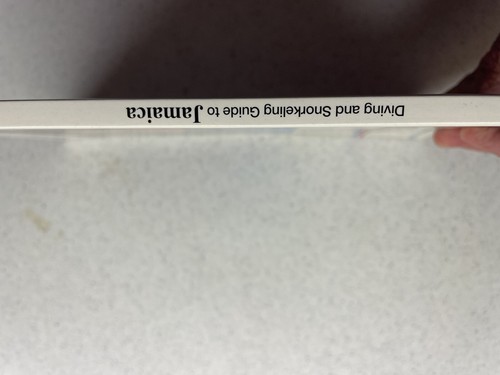 Diving and Snorkeling Guide to Jamaica